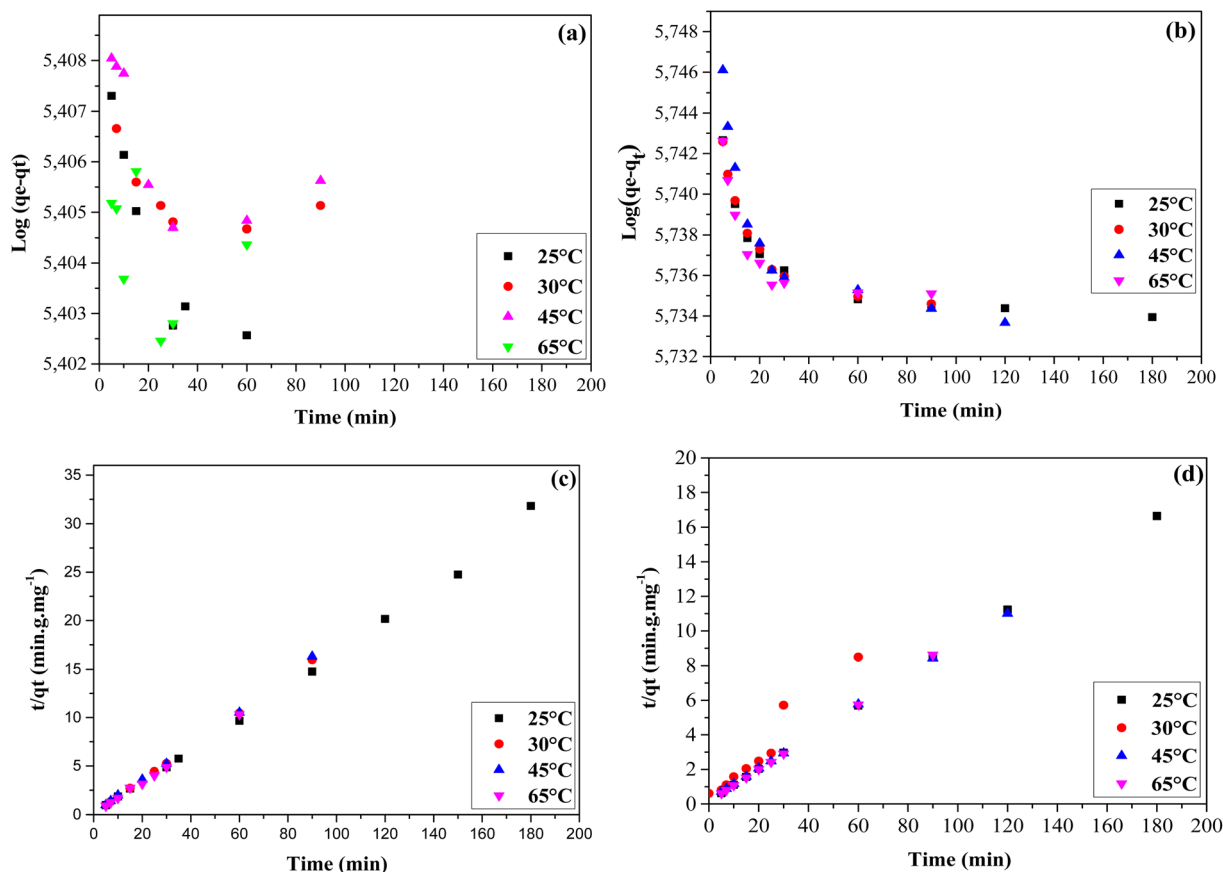 (a)
5,408
5,407
5,406
5,405
5,404
5,403
5,402
Log (qe-qt)
0 20 40 60 80 100 120 140 160 180 200
Time (min)
25°C
30°C
45°C
65°C
(b)
5,748
5,746
5,744
5,742
5,740
5,738
5,736
5,734
5,732
Log(qe-qt)
0 20 40 60 80 100 120 140 160 180 200
Time (min)
25°C
30°C
45°C
65°C
(c)
35
30
25
20
15
10
5
0
t/qt (min.g.mg-1)
0 20 40 60 80 100 120 140 160 180 200
Time (min)
25°C
30°C
45°C
65°C
(d)
20
18
16
14
12
10
8
6
4
2
0
t/qt (min.g.mg-1)
0 20 40 60 80 100 120 140 160 180 200
Time (min)
25°C
30°C
45°C
65°C